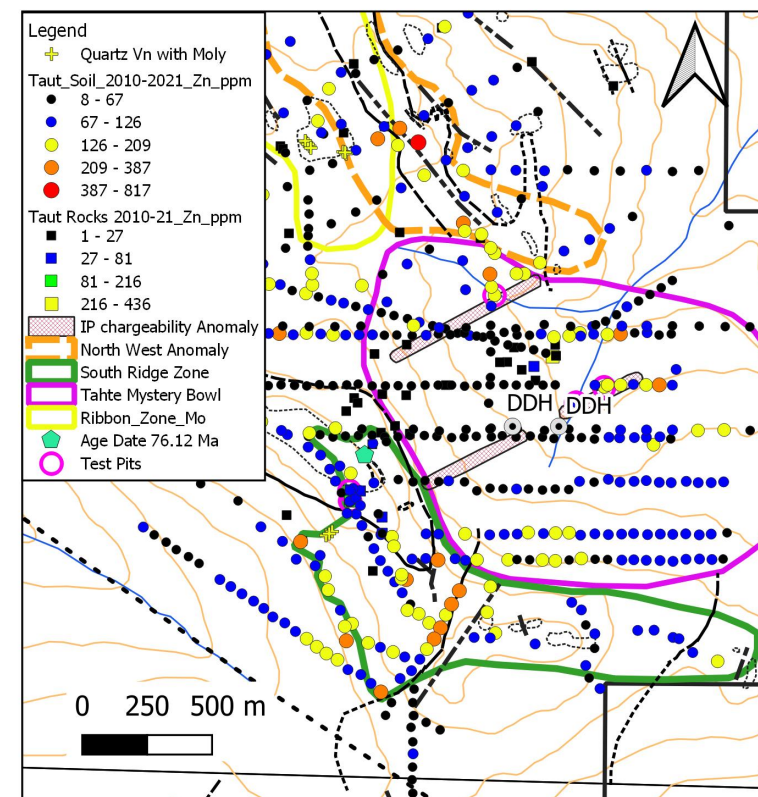 Legend
Quartz Vn with Moly
Taut_Soil_2010-2021_Zn_ppm
8 - 67
67 - 126
126 - 209
209 - 387
387 - 817
Taut Rocks 2010-21_Zn_ppm
1 - 27
27 - 81
81 - 216
216 - 436
IP chargeability Anomaly
North West Anomaly
South Ridge Zone
Tahte Mystery Bowl
Ribbon_Zone_Mo
Age Date 76.12 Ma
Test Pits
DDH DDH
0 250 500 m